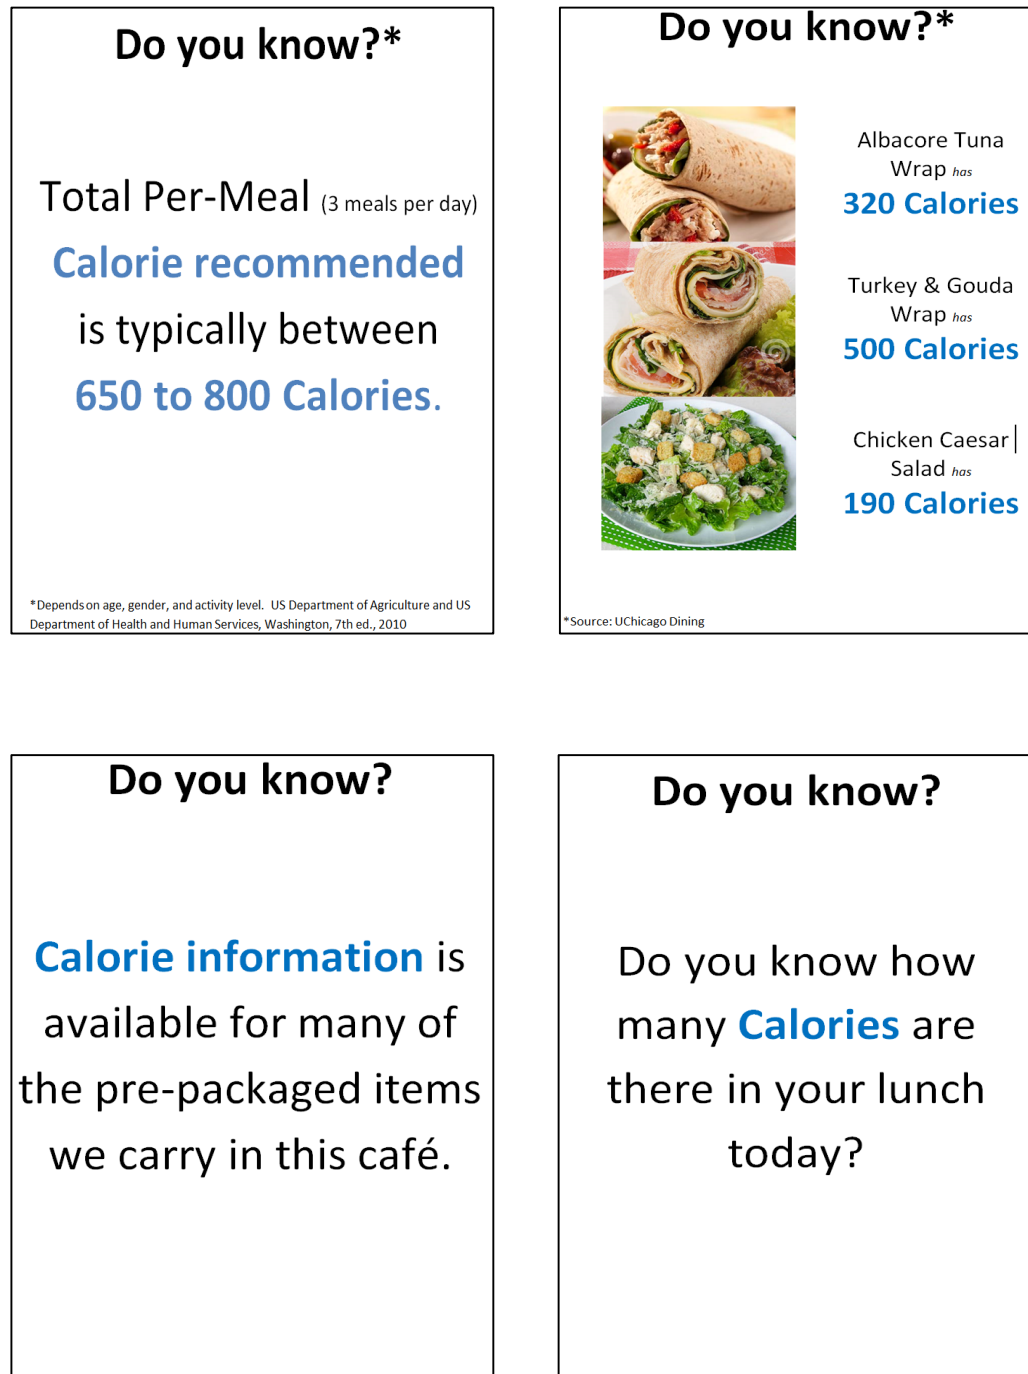 Do you know?*
Total Per-Meal (3 meals per day)
Calorie recommended
is typically between
650 to 800 Calories.
*Depends on age, gender, and activity level.  US Department of Agriculture and US
Department of Health and Human Services, Washington, 7th ed., 2010
Do you know?*
Albacore Tuna
Wrap has
320 Calories
Turkey & Gouda
Wrap has
500 Calories
Chicken Caesar
Salad has
190 Calories
*Source: UChicago Dining
Do you know?
Calorie information is
available for many of
the pre-packaged items
we carry in this café.
Do you know?
Do you know how
many Calories are
there in your lunch
today?